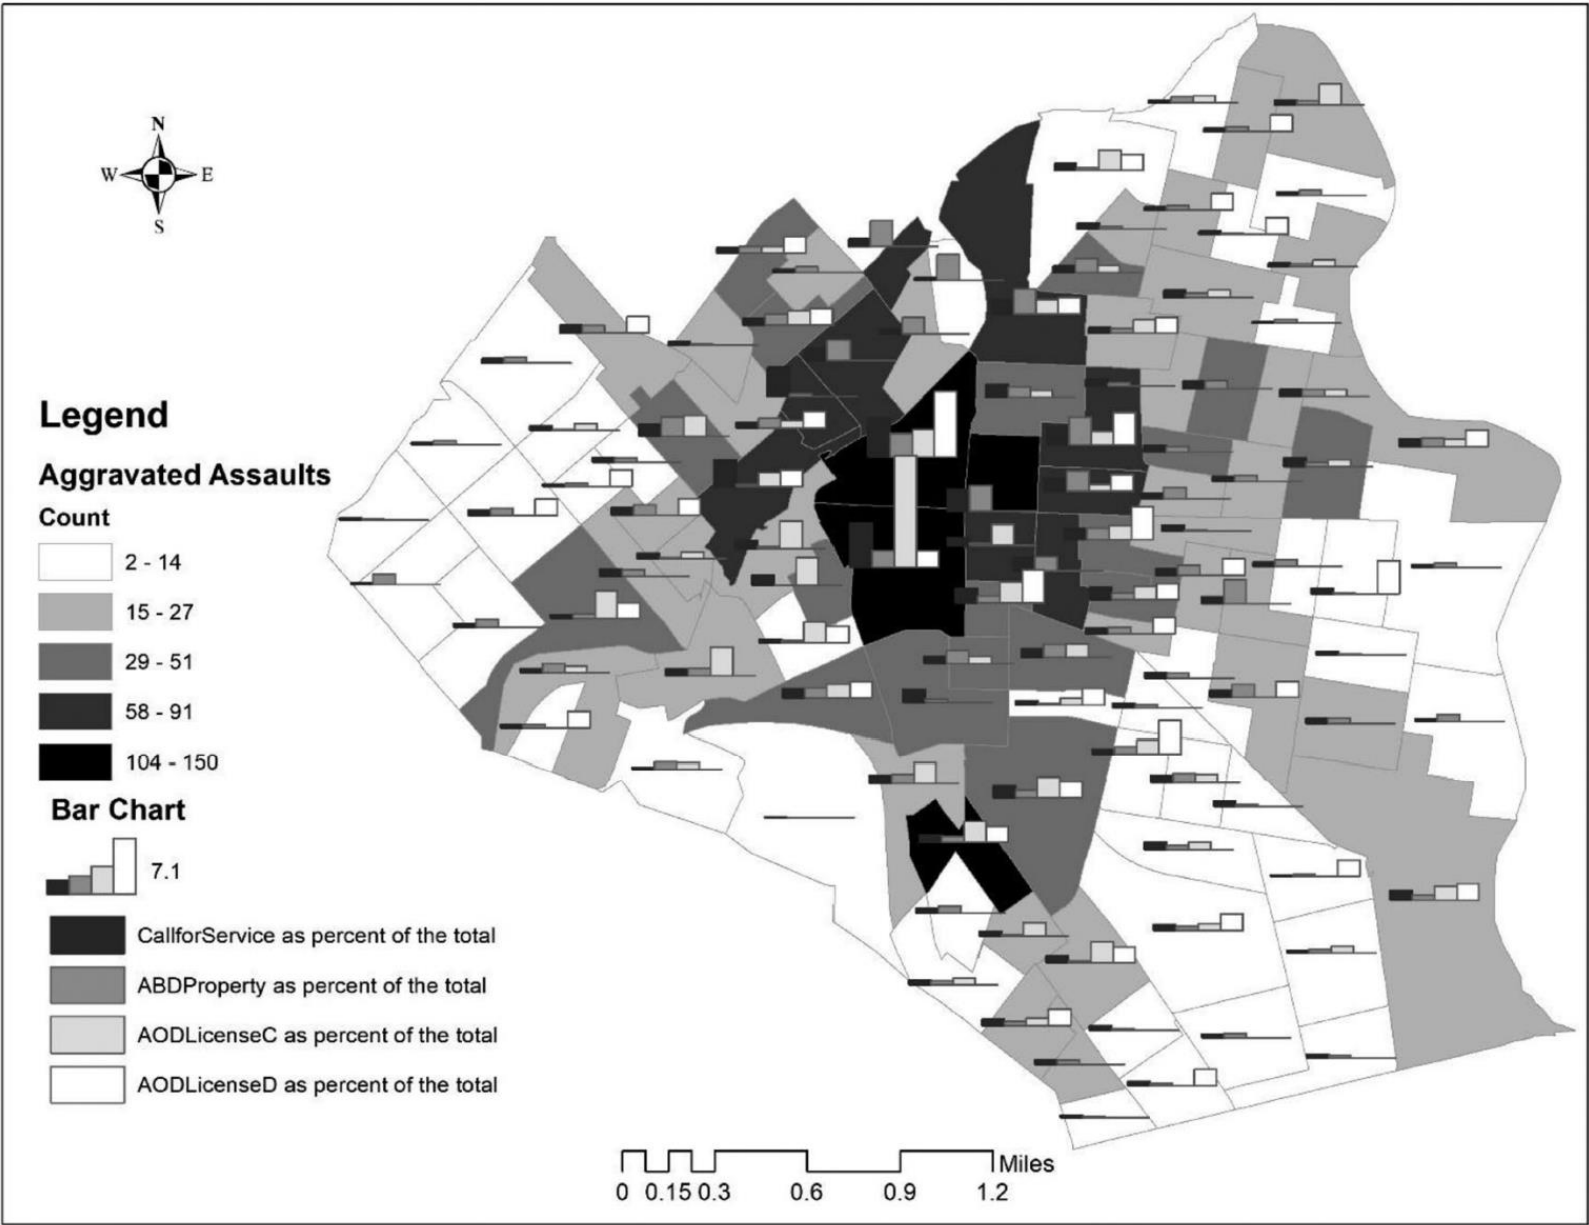 N
W E
S
Legend
Aggravated Assaults
Count
2 - 14
15 - 27
29 - 51
58 - 91
104 - 150
Bar Chart
7.1
CallforService as percent of the total
ABDProperty as percent of the total
AODLicenseC as percent of the total
AODLicenseD as percent of the total
Miles
0 0.15 0.3 0.6 0.9 1.2